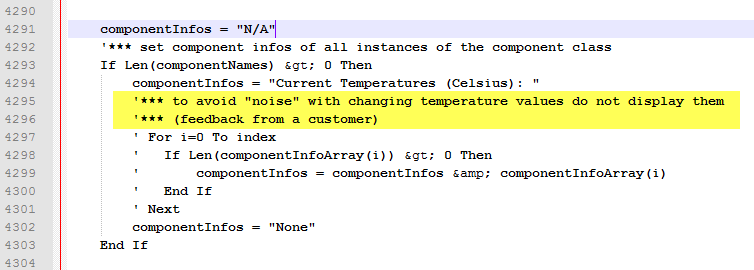 4290
4291 componentInfos = "N/A"
4292 '*** set component infos of all instances of the component class
4293 If Len(componentNames) &gt; 0 Then
4294 componentInfos = "Current Temperatures (Celsius): "
4295 '*** to avoid "noise" with changing temperature values do not display them
4296 '*** (feedback from a customer)
4297 ' For i=0 To index
4298 ' If Len(componentInfoArray(i)) &gt; 0 Then
4299 ' componentInfos = componentInfos &amp; componentInfoArray(i)
4300 ' End If
4301 ' Next
4302 componentInfos = "None"
4303 End If
4304